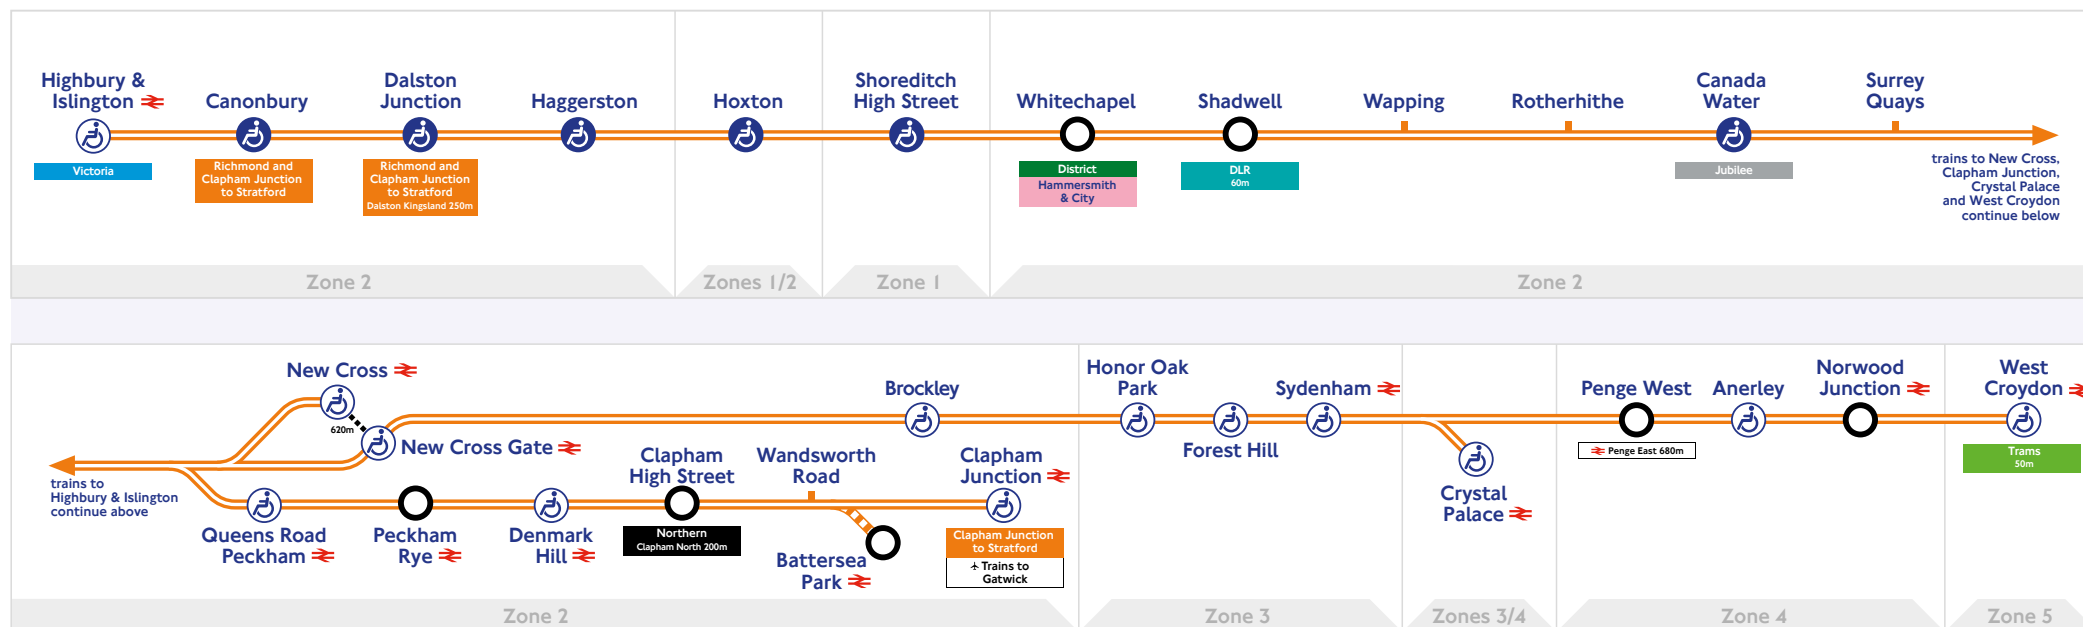 Highbury &
Islington
Canonbury
Dalston
Junction
Haggerston
Hoxton
Shoreditch
High Street
Whitechapel
Shadwell
Wapping
Rotherhithe
Canada
Water
Surrey
Quays
Victoria
Richmond and
Clapham Junction
to Stratford
Richmond and
Clapham Junction
to Stratford
Dalston Kingsland 250m
District
Hammersmith
& City
DLR
60m
Jubilee
trains to New Cross,
Clapham Junction,
Crystal Palace
and West Croydon
continue below
Zone 2
Zones 1/2
Zone 1
Zone 2
New Cross
620m
New Cross Gate
trains to
Highbury & Islington
continue above
Queens Road
Peckham
Peckham
Rye
Denmark
Hill
Clapham
High Street
Northern
Clapham North 200m
Wandsworth
Road
Battersea
Park
Clapham
Junction
Clapham Junction
to Stratford
Trains to
Gatwick
Brockley
Honor Oak
Park
Forest Hill
Sydenham
Crystal
Palace
Penge West
Penge East 680m
Anerley
Norwood
Junction
West
Croydon
Trams
50m
Zone 2
Zone 3
Zones 3/4
Zone 4
Zone 5